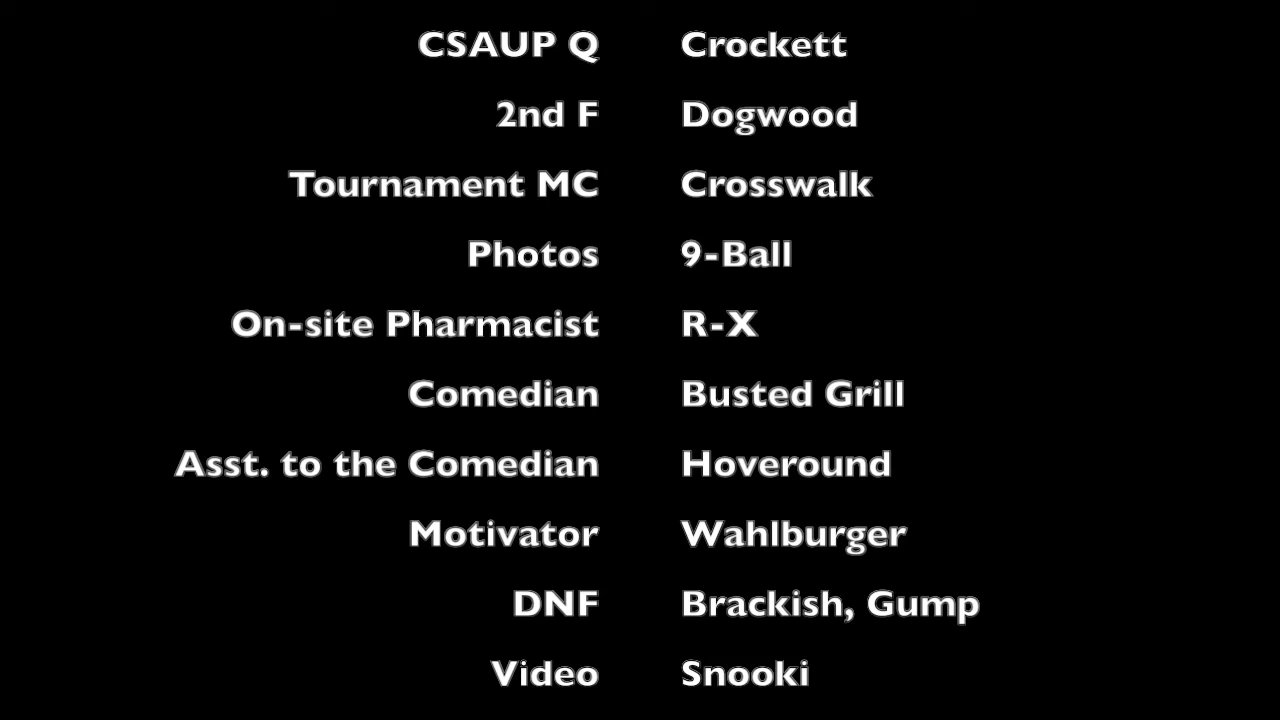 CSAUP Q Crockett
2nd F Dogwood
Tournament MC Crosswalk
Photos 9-Ball
On-site Pharmacist R-X
Comedian Busted Grill
Asst. to the Comedian Hoveround
Motivator Wahlburger
DNF Brackish, Gump
Video Snooki